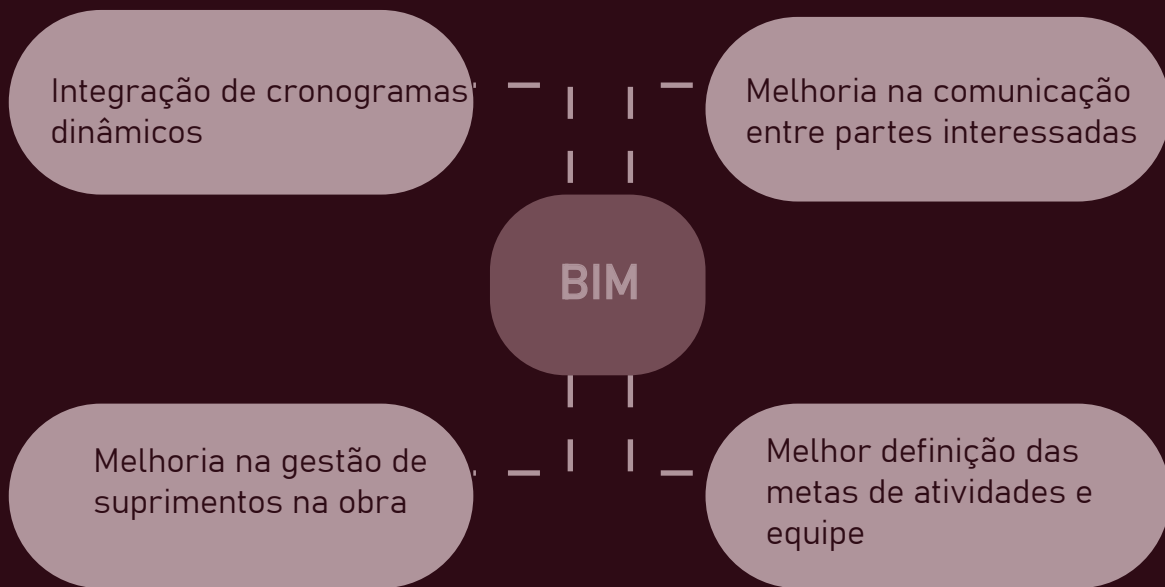 Integração de cronogramas
dinâmicos
Melhoria na comunicação
entre partes interessadas
BIM
Melhoria na gestão de
suprimentos na obra
Melhor definição das
metas de atividades e
equipe